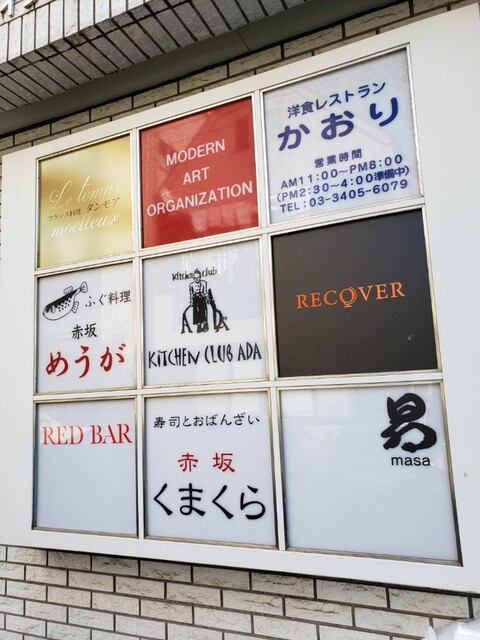 Le temps
フランス料理 タンモア
moelleux
MODERN
ART
ORGANIZATION
洋食レストラン
かおり
営業時間
AM11:00〜PM8:00
(PM2:30〜4:00準備中)
TEL:03-3405-6079
ふぐ料理
赤坂
めうが
Kitchen club
KITCHEN CLUB ADA
RECOVER
RED BAR
寿司とおばんざい
赤坂
くまくら
昌
masa